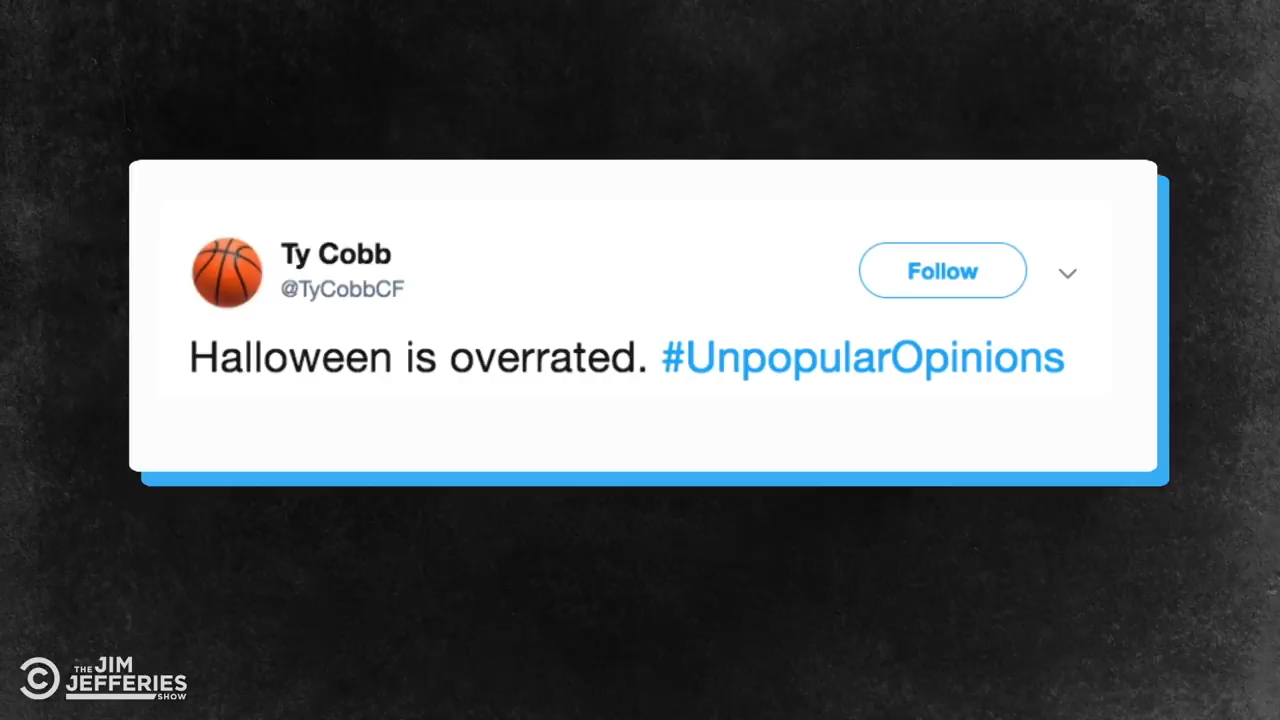 Ty Cobb
@TyCobbCF
Follow
Halloween is overrated. #UnpopularOpinions
THE JIM
JEFFERIES
SHOW